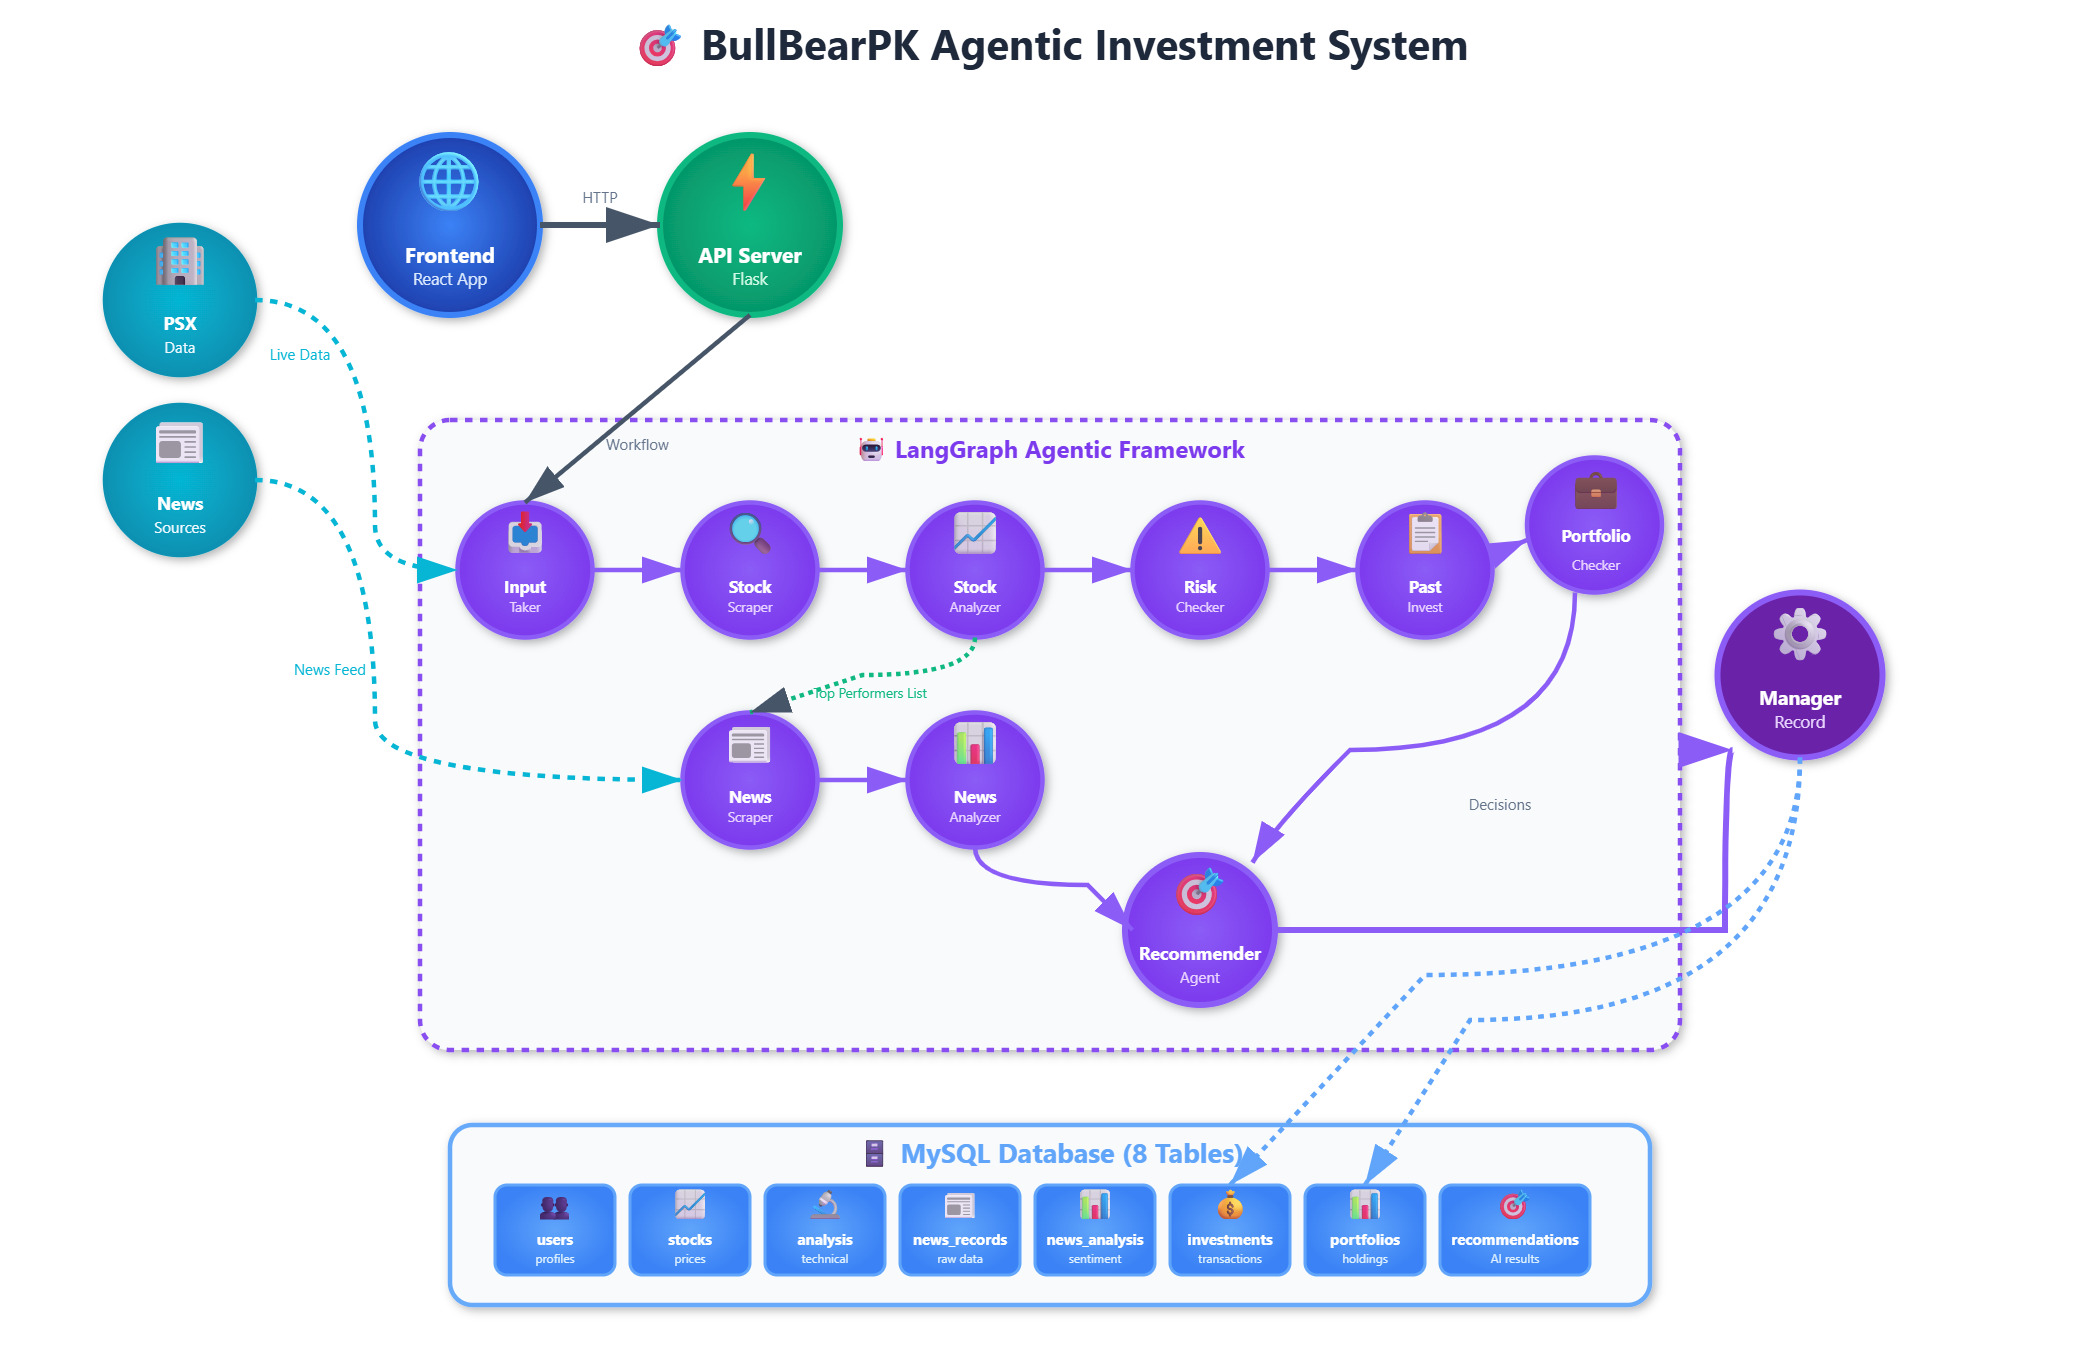 BullBearPK Agentic Investment System
Frontend
React App
HTTP
API Server
Flask
PSX
Data
Live Data
News
Sources
News Feed
Workflow
LangGraph Agentic Framework
Input
Taker
Stock
Scraper
Stock
Analyzer
Risk
Checker
Past
Invest
Portfolio
Checker
Manager
Record
Top Performers List
News
Scraper
News
Analyzer
Decisions
Recommender
Agent
MySQL Database (8 Tables)
users
profiles
stocks
prices
analysis
technical
news_records
raw data
news_analysis
sentiment
investments
transactions
portfolios
holdings
recommendations
AI results